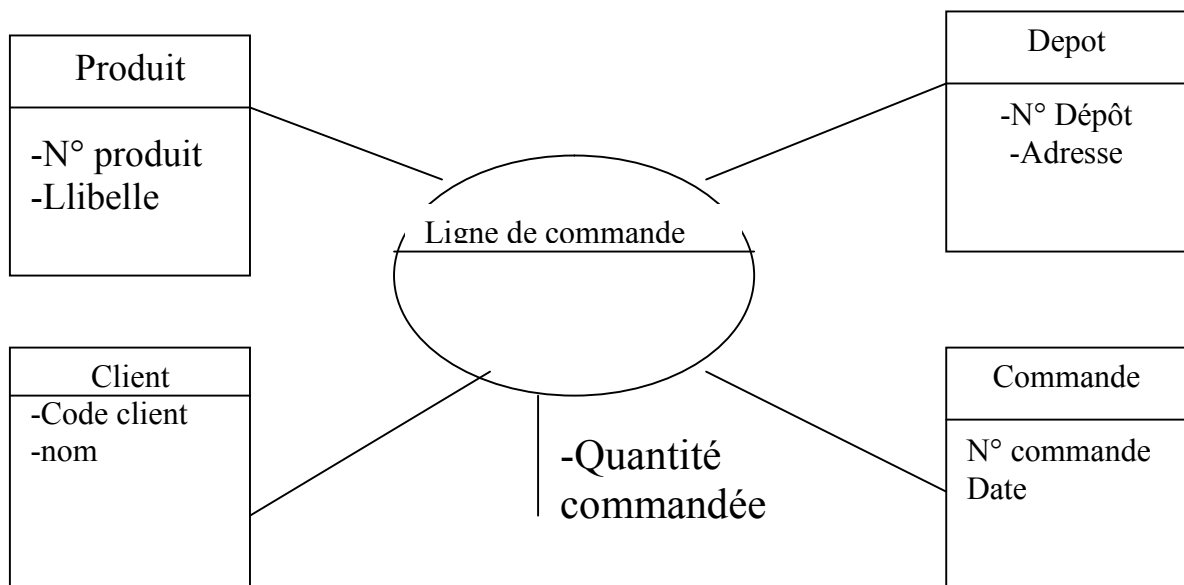 Produit
-N° produit
-Llibelle
Depot
-N° Dépôt
-Adresse
Ligne de commande
Client
-Code client
-nom
-Quantité
commandée
Commande
N° commande
Date